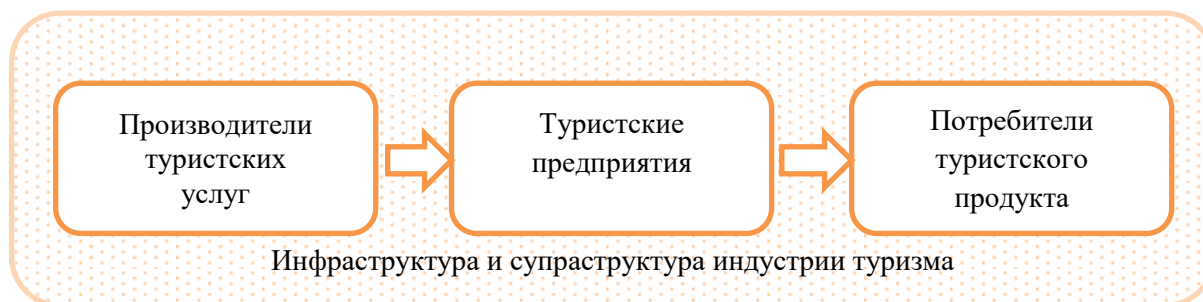 Производители
туристских
услуг
Туристские
предприятия
Потребители
туристского
продукта
Инфраструктура и супраструктура индустрии туризма